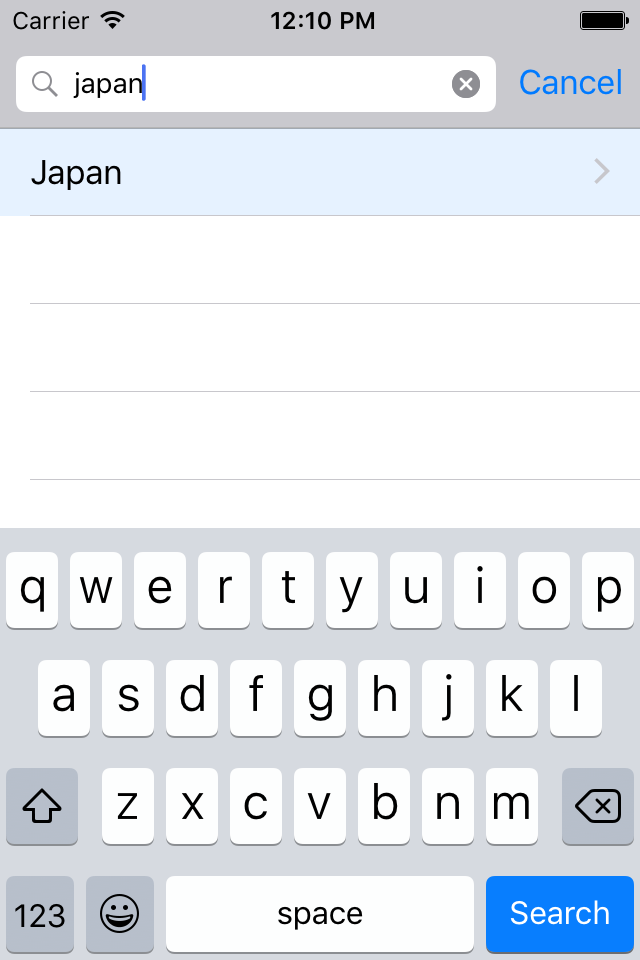 Carrier 12:10 PM
japan Cancel
Japan
q w e r t y u i o p
a s d f g h j k l
z x c v b n m
123 space Search